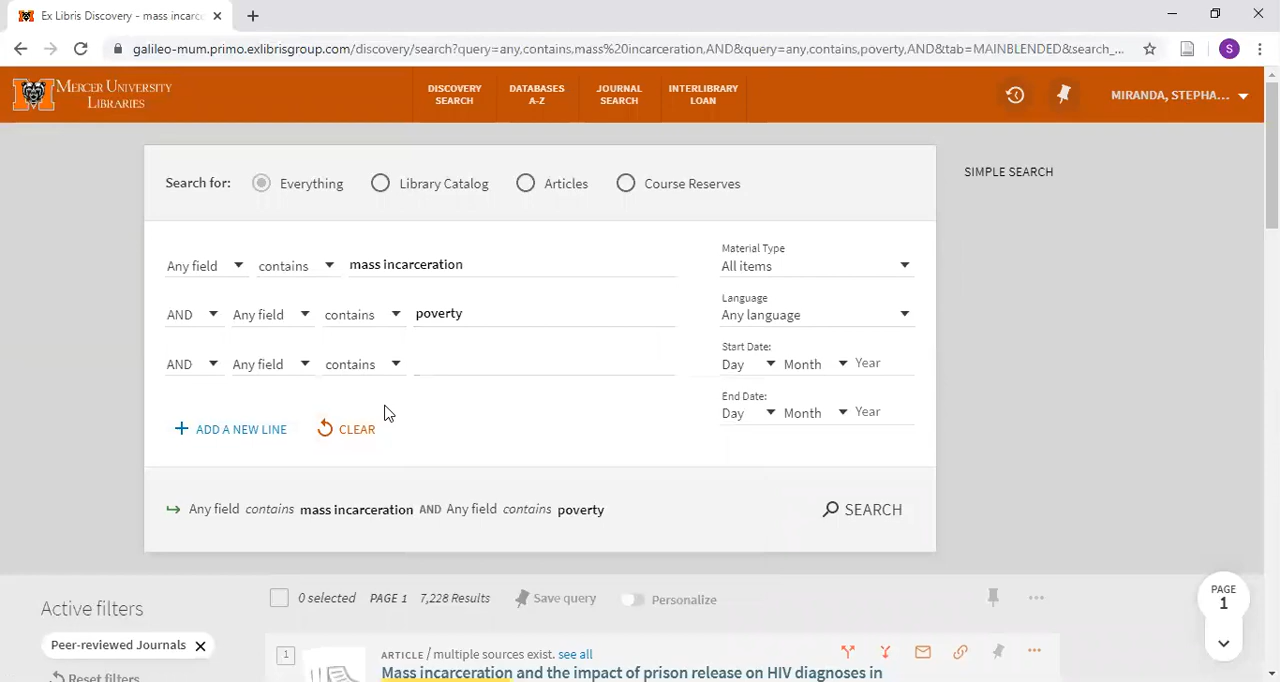 Ex Libris Discovery - mass incarc
galileo-mum.primo.exlibrisgroup.com/discovery/search?query=any,contains,mass%20incarceration,AND&query=any,contains,poverty,AND&tab=MAINBLENDED&search_...
S
MERCER UNIVERSITY LIBRARIES
DISCOVERY SEARCH
DATABASES A-Z
JOURNAL SEARCH
INTERLIBRARY LOAN
MIRANDA, STEPHA...
Search for: Everything Library Catalog Articles Course Reserves
SIMPLE SEARCH
Any field contains mass incarceration
Material Type
All items
AND Any field contains poverty
Language
Any language
AND Any field contains
Start Date:
Day Month Year
End Date:
Day Month Year
+ ADD A NEW LINE CLEAR
Any field contains mass incarceration AND Any field contains poverty
SEARCH
Active filters
Peer-reviewed Journals
Reset filters
0 selected PAGE 1 7,228 Results Save query Personalize
PAGE
1
1
ARTICLE / multiple sources exist. see all
Mass incarceration and the impact of prison release on HIV diagnoses in